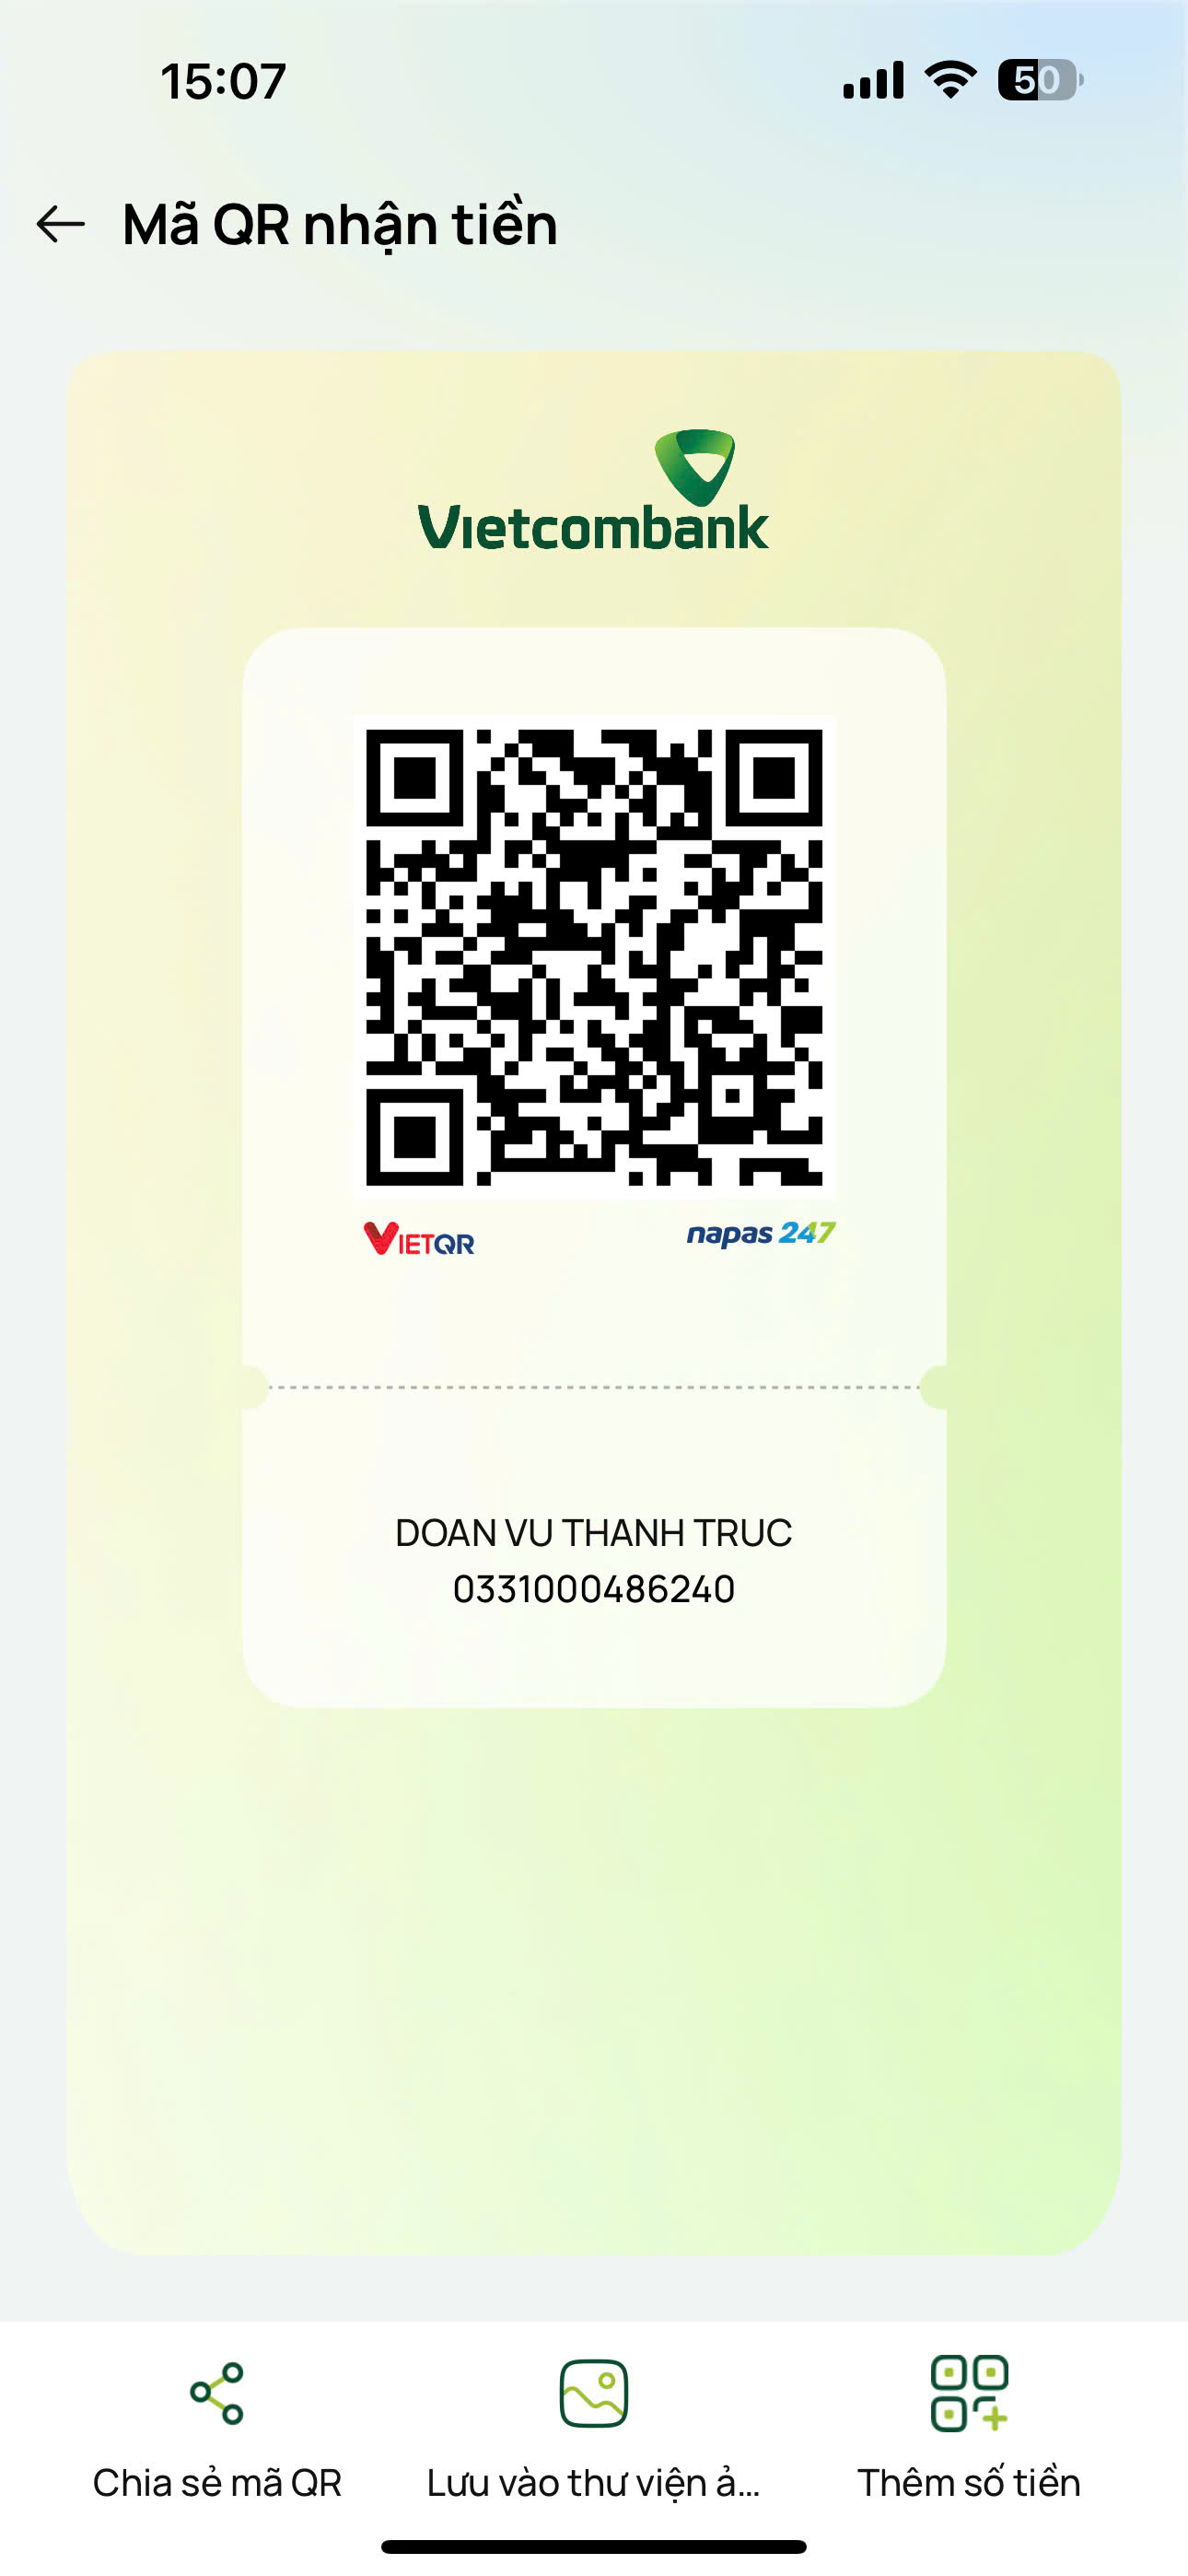 15:07
50
Mã QR nhận tiền
Vietcombank
VIETQR
napas 247
DOAN VU THANH TRUC
0331000486240
Chia sẻ mã QR
Lưu vào thư viện ả...
Thêm số tiền